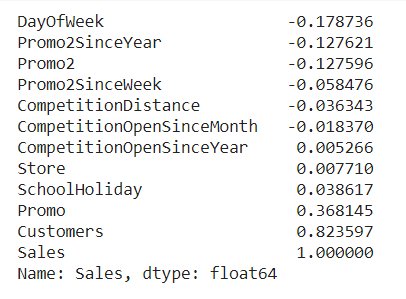 DayOfWeek -0.178736
Promo2SinceYear -0.127621
Promo2 -0.127596
Promo2SinceWeek -0.058476
CompetitionDistance -0.036343
CompetitionOpenSinceMonth -0.018370
CompetitionOpenSinceYear 0.005266
Store 0.007710
SchoolHoliday 0.038617
Promo 0.368145
Customers 0.823597
Sales 1.000000
Name: Sales, dtype: float64